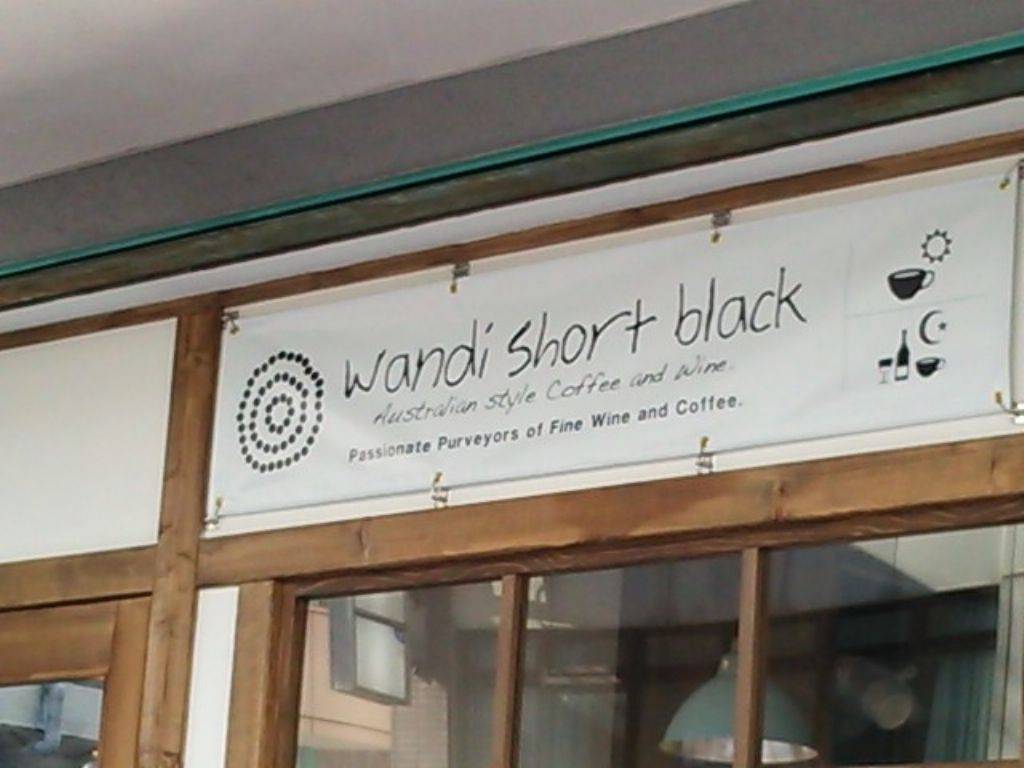 wandi short black
Australian style Coffee and Wine.
Passionate Purveyors of Fine Wine and Coffee.